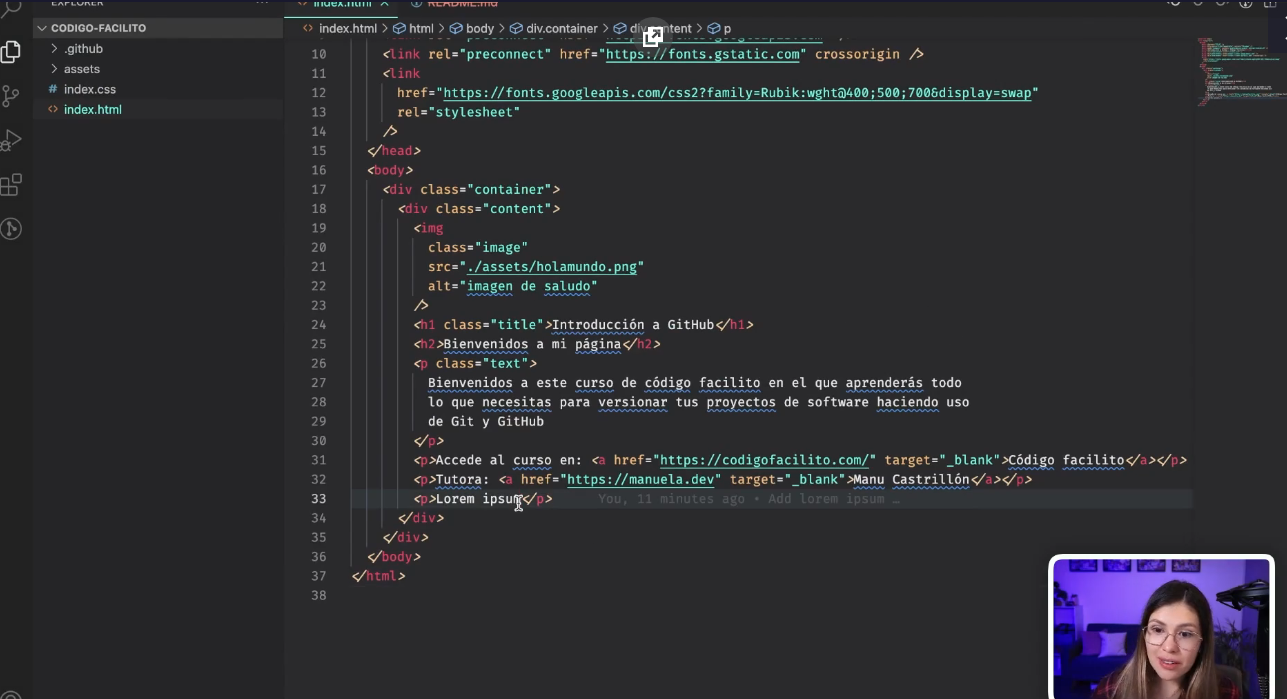 EXPLORER
index.html
README.md
CODIGO-FACILITO
index.html > html > body > div.container > div.content > p
.github
assets
index.css
index.html
10 <link rel="preconnect" href="https://fonts.gstatic.com" crossorigin />
11 <link
12 href="https://fonts.googleapis.com/css2?family=Rubik:wght@400;500;700&display=swap"
13 rel="stylesheet"
14 />
15 </head>
16 <body>
17 <div class="container">
18 <div class="content">
19 <img
20 class="image"
21 src="./assets/holamundo.png"
22 alt="imagen de saludo"
23 />
24 <h1 class="title">Introducción a GitHub</h1>
25 <h2>Bienvenidos a mi página</h2>
26 <p class="text">
27 Bienvenidos a este curso de código facilito en el que aprenderás todo
28 lo que necesitas para versionar tus proyectos de software haciendo uso
29 de Git y GitHub
30 </p>
31 <p>Accede al curso en: <a href="https://codigofacilito.com/" target="_blank">Código facilito</a></p>
32 <p>Tutora: <a href="https://manuela.dev" target="_blank">Manu Castrillón</a></p>
33 <p>Lorem ipsum</p> You, 11 minutes ago • Add lorem ipsum …
34 </div>
35 </div>
36 </body>
37 </html>
38